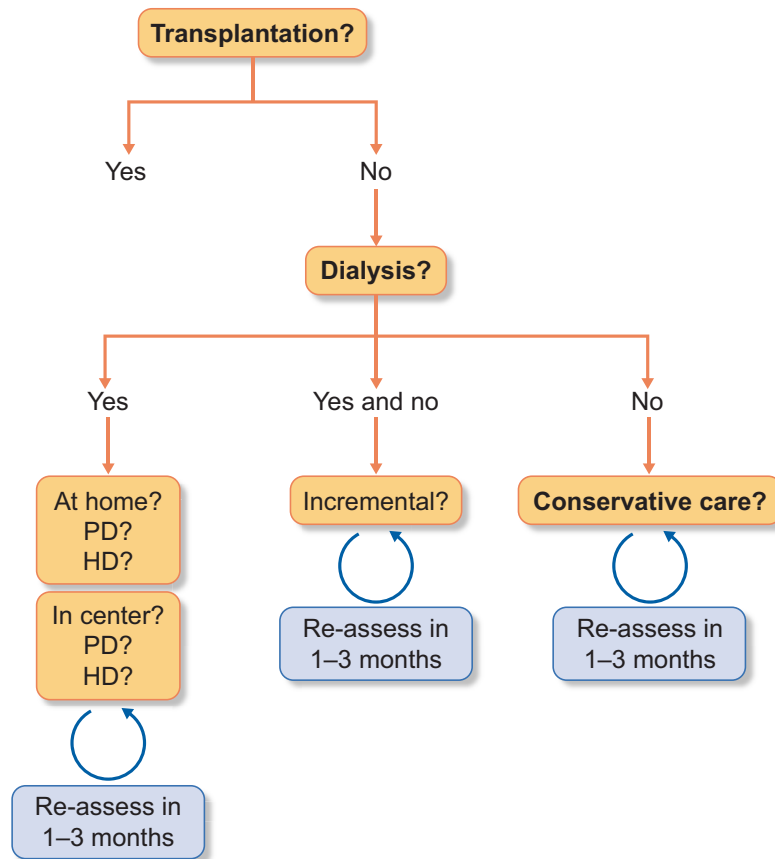 Transplantation?
Yes
No
Dialysis?
Yes
Yes and no
No
At home?
PD?
HD?
In center?
PD?
HD?
Re-assess in
1–3 months
Incremental?
Re-assess in
1–3 months
Conservative care?
Re-assess in
1–3 months